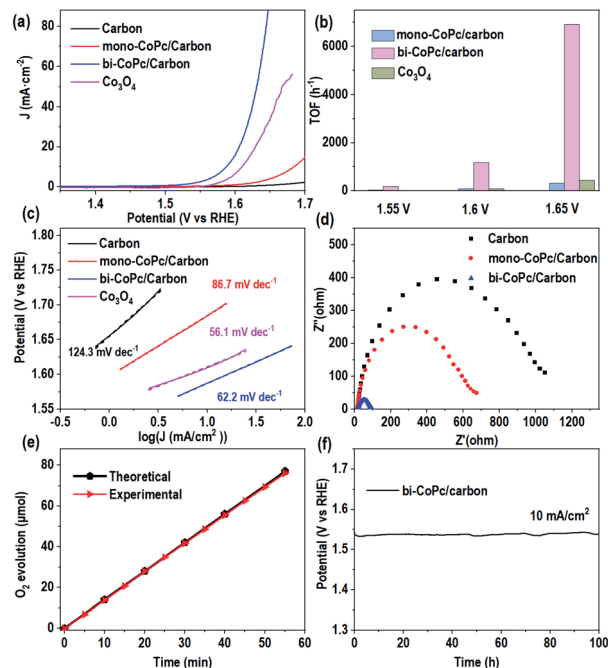 (a)
Carbon
mono-CoPc/Carbon
bi-CoPc/Carbon
Co₃O₄
J (mA·cm⁻²)
80
60
40
20
0
1.4
1.5
1.6
1.7
Potential (V vs RHE)
(b)
mono-CoPc/carbon
bi-CoPc/Carbon
Co₃O₄
TOF (h⁻¹)
6000
4000
2000
0
1.55 V
1.6 V
1.65 V
(c)
Carbon
mono-CoPc/Carbon
bi-CoPc/Carbon
Co₃O₄
Potential (V vs RHE)
1.80
1.75
1.70
1.65
1.60
1.55
86.7 mV dec⁻¹
56.1 mV dec⁻¹
124.3 mV dec⁻¹
62.2 mV dec⁻¹
-0.5
0.0
0.5
1.0
1.5
2.0
log(J (mA/cm² ))
(d)
Carbon
mono-CoPc/Carbon
bi-CoPc/Carbon
Z''(ohm)
500
400
300
200
100
0
0
200
400
600
800
1000
1200
Z'(ohm)
(e)
Theoretical
Experimental
O₂ evolution (μmol)
80
60
40
20
0
0
10
20
30
40
50
60
Time (min)
(f)
bi-CoPc/carbon
10 mA/cm²
Potential (V vs RHE)
1.7
1.6
1.5
1.4
1.3
0
20
40
60
80
100
Time (h)